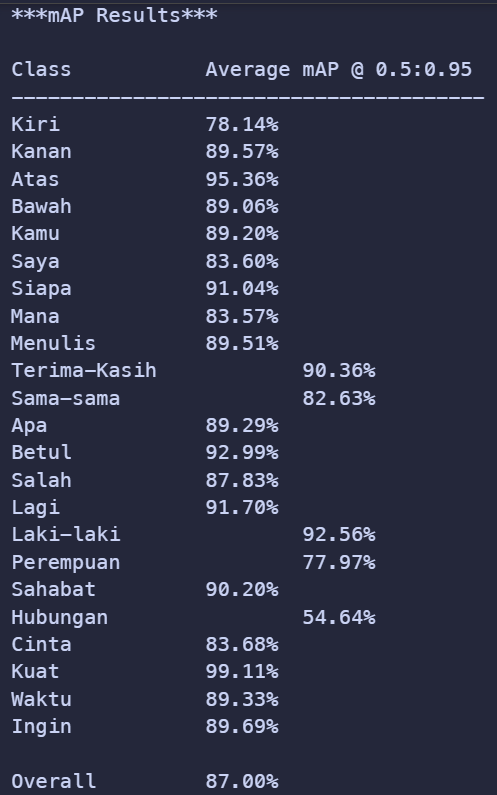 ***mAP Results***
Class Average mAP @ 0.5:0.95
---------------------------------------
Kiri 78.14%
Kanan 89.57%
Atas 95.36%
Bawah 89.06%
Kamu 89.20%
Saya 83.60%
Siapa 91.04%
Mana 83.57%
Menulis 89.51%
Terima-Kasih 90.36%
Sama-sama 82.63%
Apa 89.29%
Betul 92.99%
Salah 87.83%
Lagi 91.70%
Laki-laki 92.56%
Perempuan 77.97%
Sahabat 90.20%
Hubungan 54.64%
Cinta 83.68%
Kuat 99.11%
Waktu 89.33%
Ingin 89.69%
Overall 87.00%